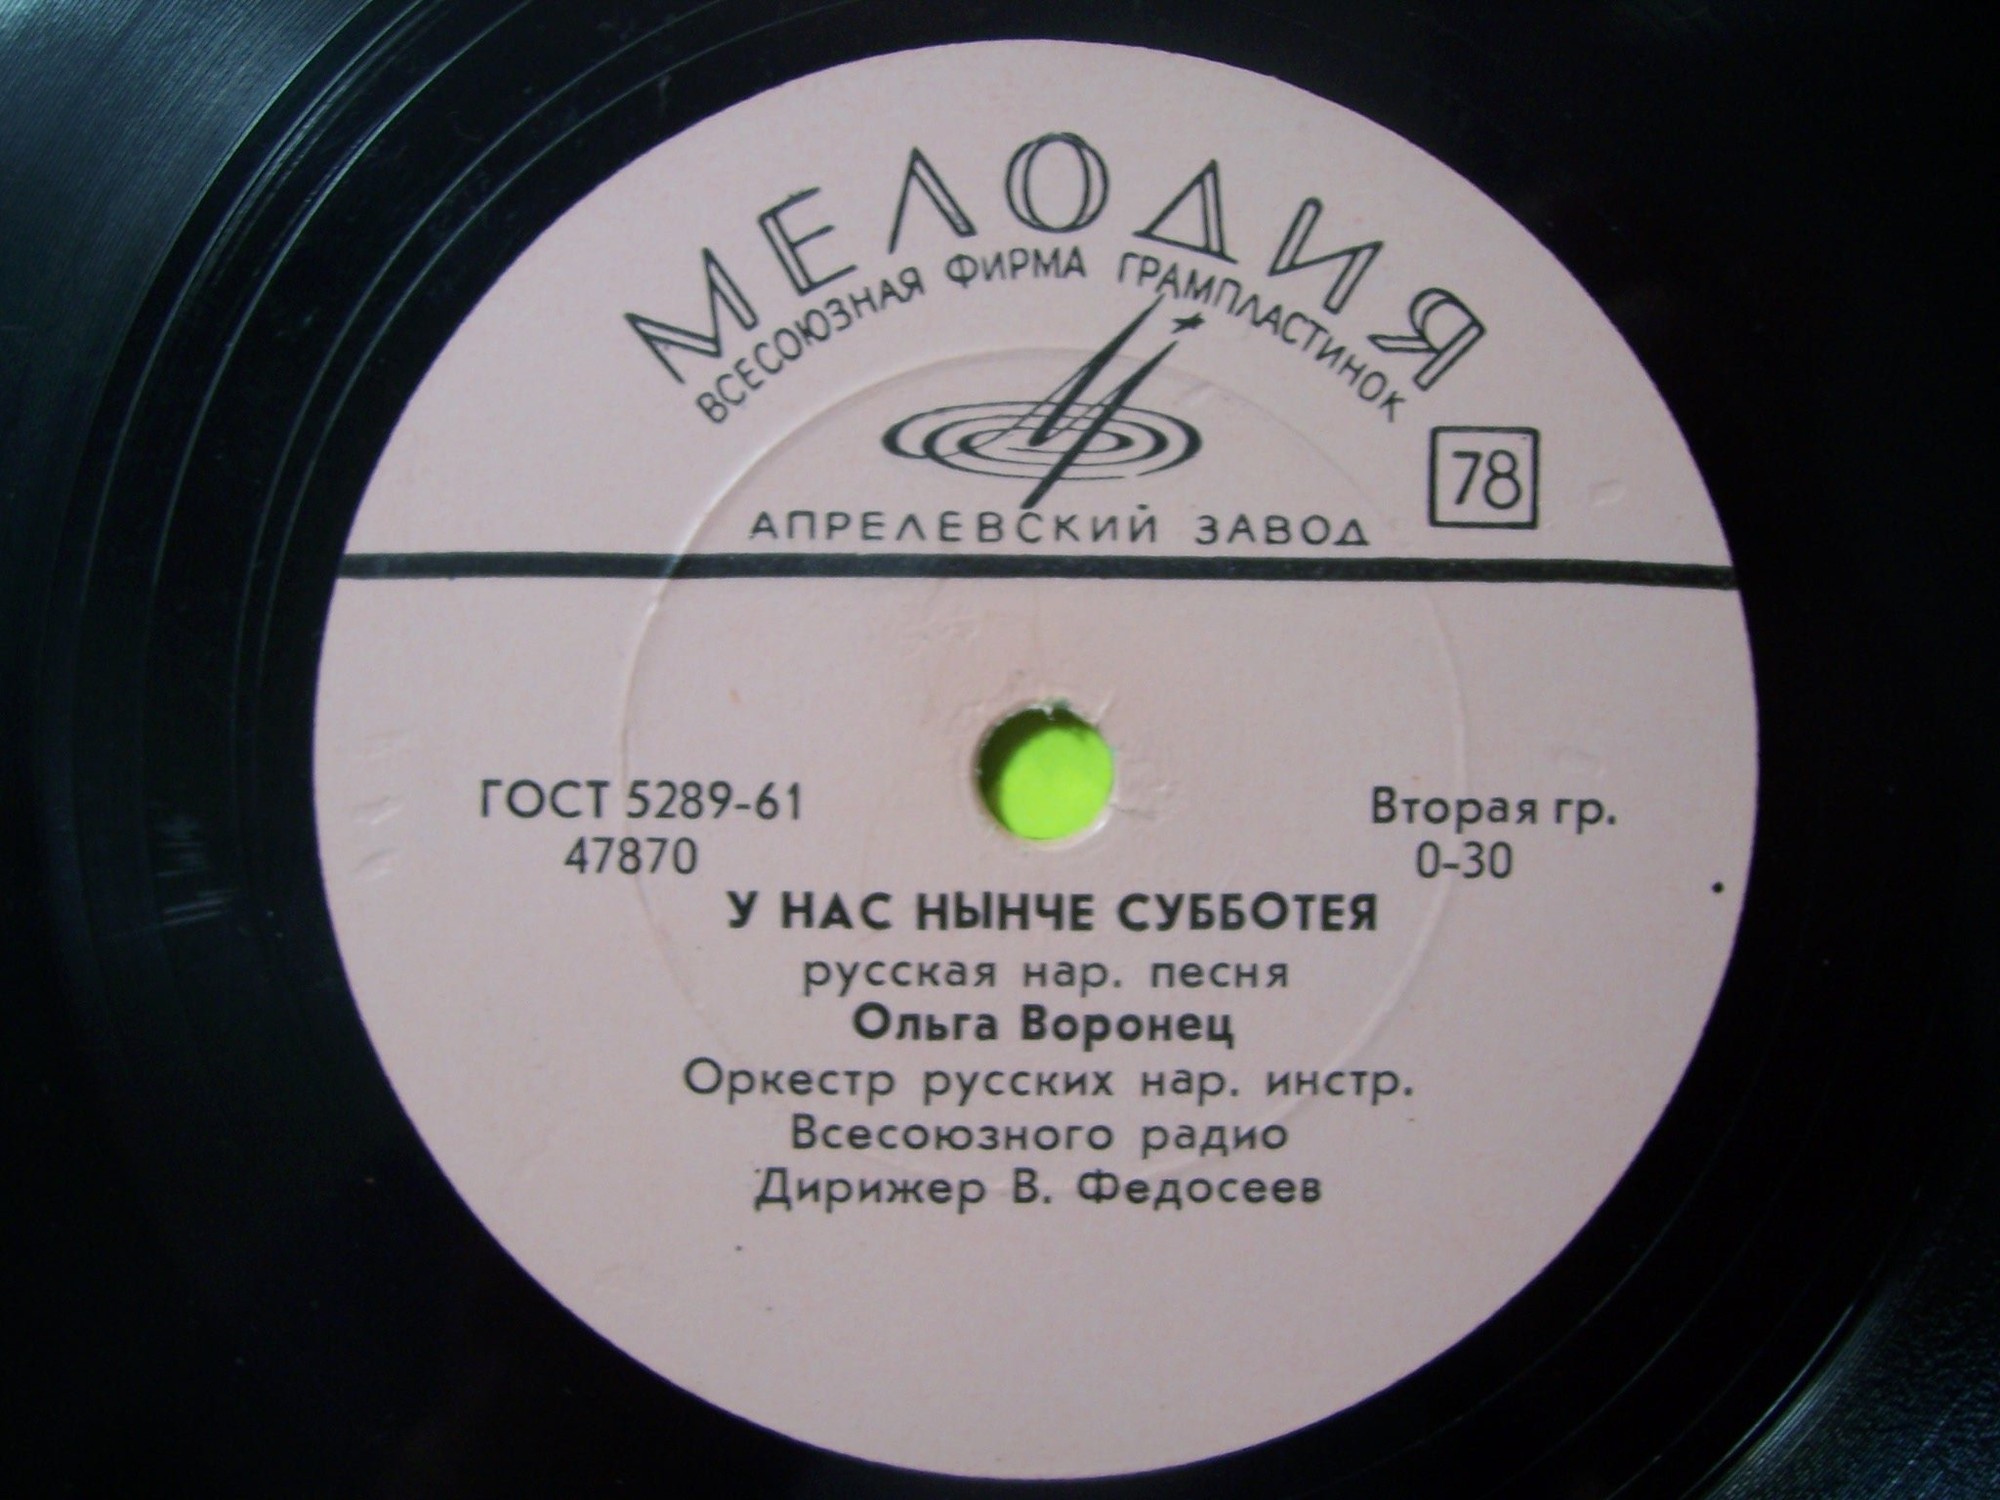 МЕЛОДИЯ
ВСЕСОЮЗНАЯ ФИРМА ГРАМПЛАСТИНОК
78
АПРЕЛЕВСКИЙ ЗАВОД
ГОСТ 5289-61
47870
Вторая гр.
0-30
У НАС НЫНЧЕ СУББОТЕЯ
русская нар. песня
Ольга Воронец
Оркестр русских нар. инстр.
Всесоюзного радио
Дирижер В. Федосеев